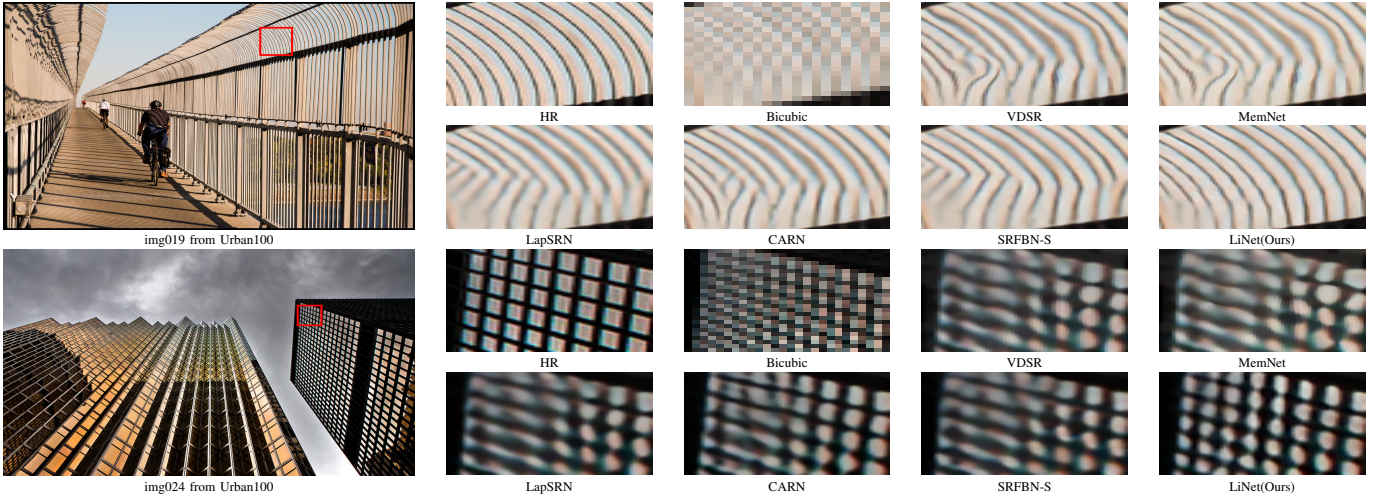 HR
Bicubic
VDSR
MemNet
LapSRN
CARN
SRFBN-S
LiNet(Ours)
img019 from Urban100
HR
Bicubic
VDSR
MemNet
LapSRN
CARN
SRFBN-S
LiNet(Ours)
img024 from Urban100